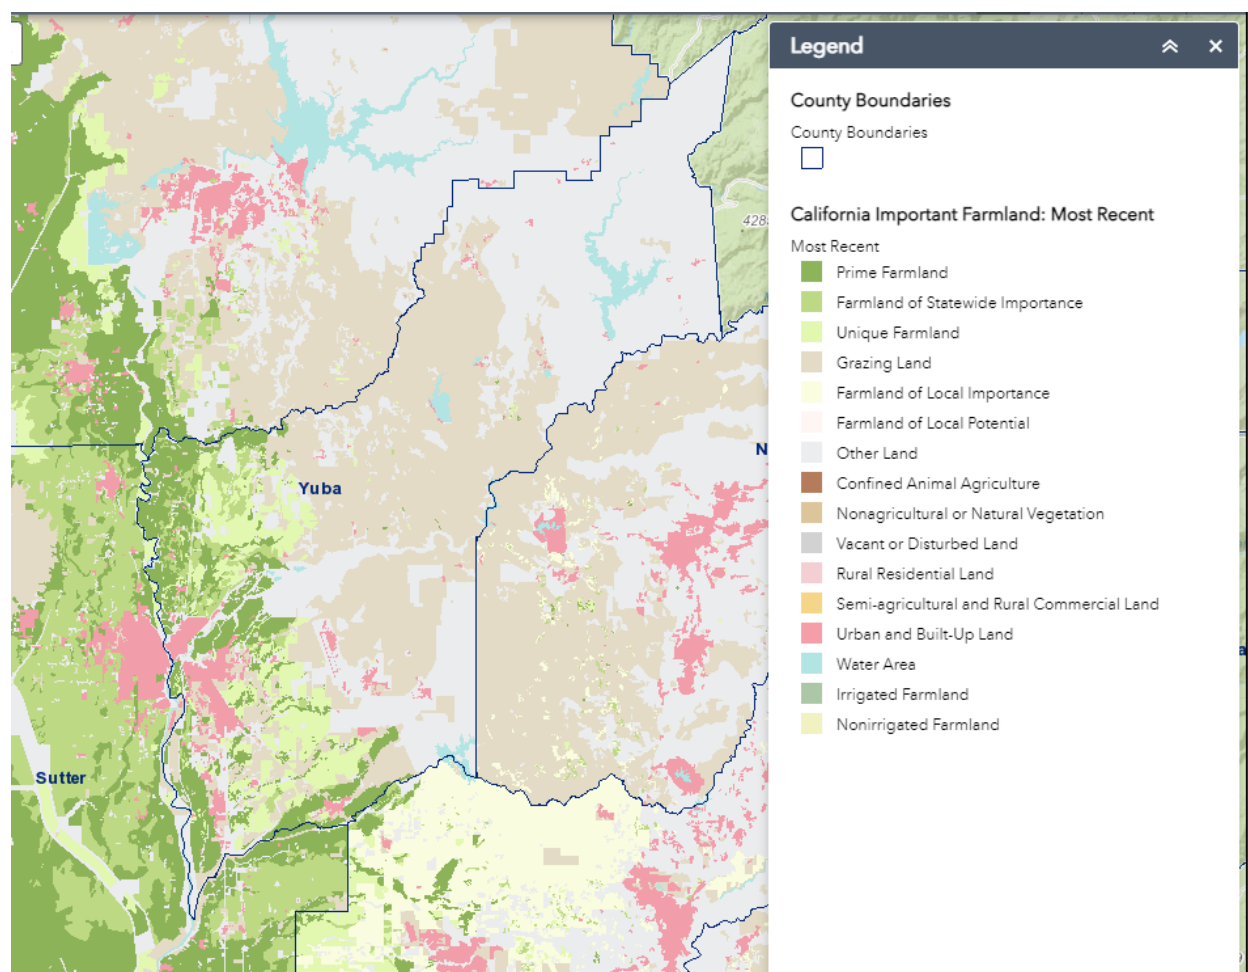 Legend
County Boundaries
County Boundaries
California Important Farmland: Most Recent
Most Recent
Prime Farmland
Farmland of Statewide Importance
Unique Farmland
Grazing Land
Farmland of Local Importance
Farmland of Local Potential
Other Land
Confined Animal Agriculture
Nonagricultural or Natural Vegetation
Vacant or Disturbed Land
Rural Residential Land
Semi-agricultural and Rural Commercial Land
Urban and Built-Up Land
Water Area
Irrigated Farmland
Nonirrigated Farmland
N
Yuba
Sutter